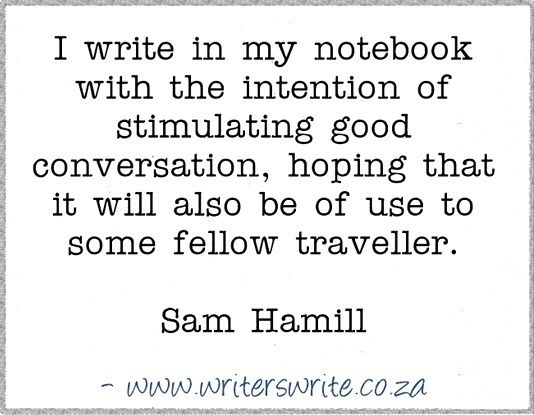 I write in my notebook
with the intention of
stimulating good
conversation, hoping that
it will also be of use to
some fellow traveller.
Sam Hamill
- www.writerswrite.co.za